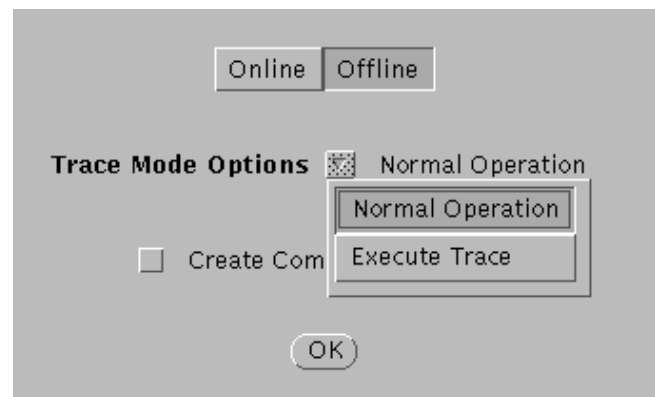 Online Offline
Trace Mode Options Normal Operation
Normal Operation
Create Com Execute Trace
OK